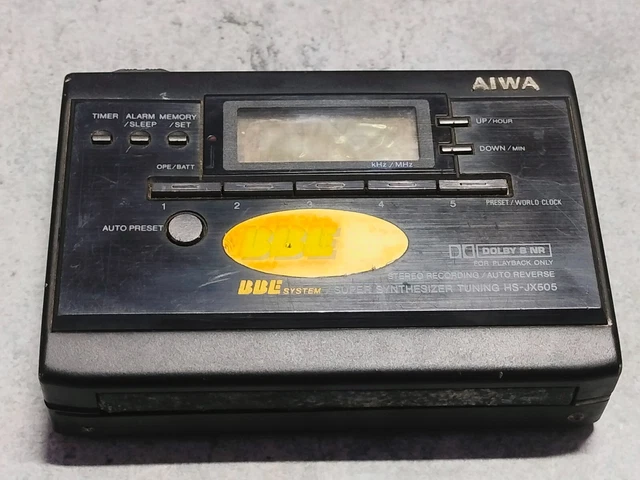 AIWA
TIMER
ALARM
/SLEEP
MEMORY
/SET
UP/HOUR
DOWN/MIN
OPE/BATT
kHz/MHz
1 2 3 4 5 PRESET/WORLD CLOCK
AUTO PRESET
BBE
DOLBY B NR
FOR PLAYBACK ONLY
STEREO RECORDING/AUTO REVERSE
BBE SYSTEM SUPER SYNTHESIZER TUNING HS-JX505